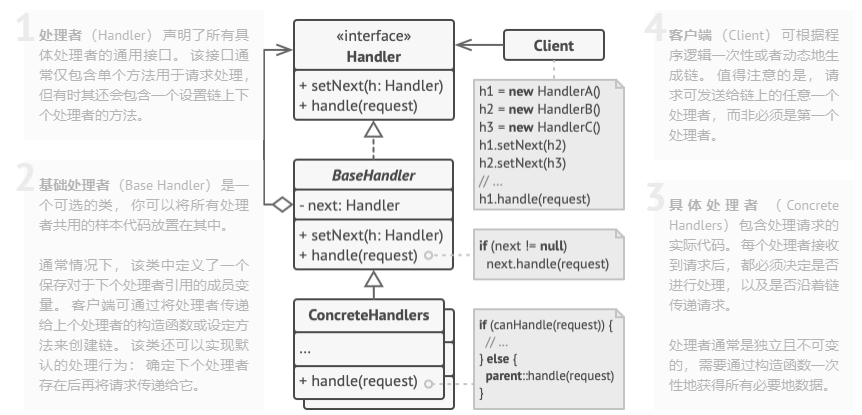 1
处理者（Handler）声明了所有具
体处理者的通用接口。该接口通
常仅包含单个方法用于请求处理，
但有时其还会包含一个设置链上下
个处理者的方法。
2
基础处理者（Base Handler）是一
个可选的类， 你可以将所有处理
者共用的样本代码放置在其中。
通常情况下， 该类中定义了一个
保存对于下个处理者引用的成员变
量。 客户端可通过将处理者传递
给上个处理者的构造函数或设定方
法来创建链。 该类还可以实现默
认的处理行为： 确定下个处理者
存在后再将请求传递给它。
«interface»
Handler
+ setNext(h: Handler)
+ handle(request)
BaseHandler
- next: Handler
+ setNext(h: Handler)
+ handle(request)
ConcreteHandlers
...
+ handle(request)
Client
h1 = new HandlerA()
h2 = new HandlerB()
h3 = new HandlerC()
h1.setNext(h2)
h2.setNext(h3)
// ...
h1.handle(request)
if (next != null)
next.handle(request)
if (canHandle(request)) {
// ...
} else {
parent::handle(request)
}
4
客户端（Client）可根据程
序逻辑一次性或者动态地生
成链。 值得注意的是， 请
求可发送给链上的任意一个
处理者， 而非必须是第一个
处理者。
3
具体处理者（Concrete
Handlers）包含处理请求的
实际代码。 每个处理者接收
到请求后， 都必须决定是否
进行处理， 以及是否沿着链
传递请求。
处理者通常是独立且不可变
的， 需要通过构造函数一次
性地获得所有必要地数据。